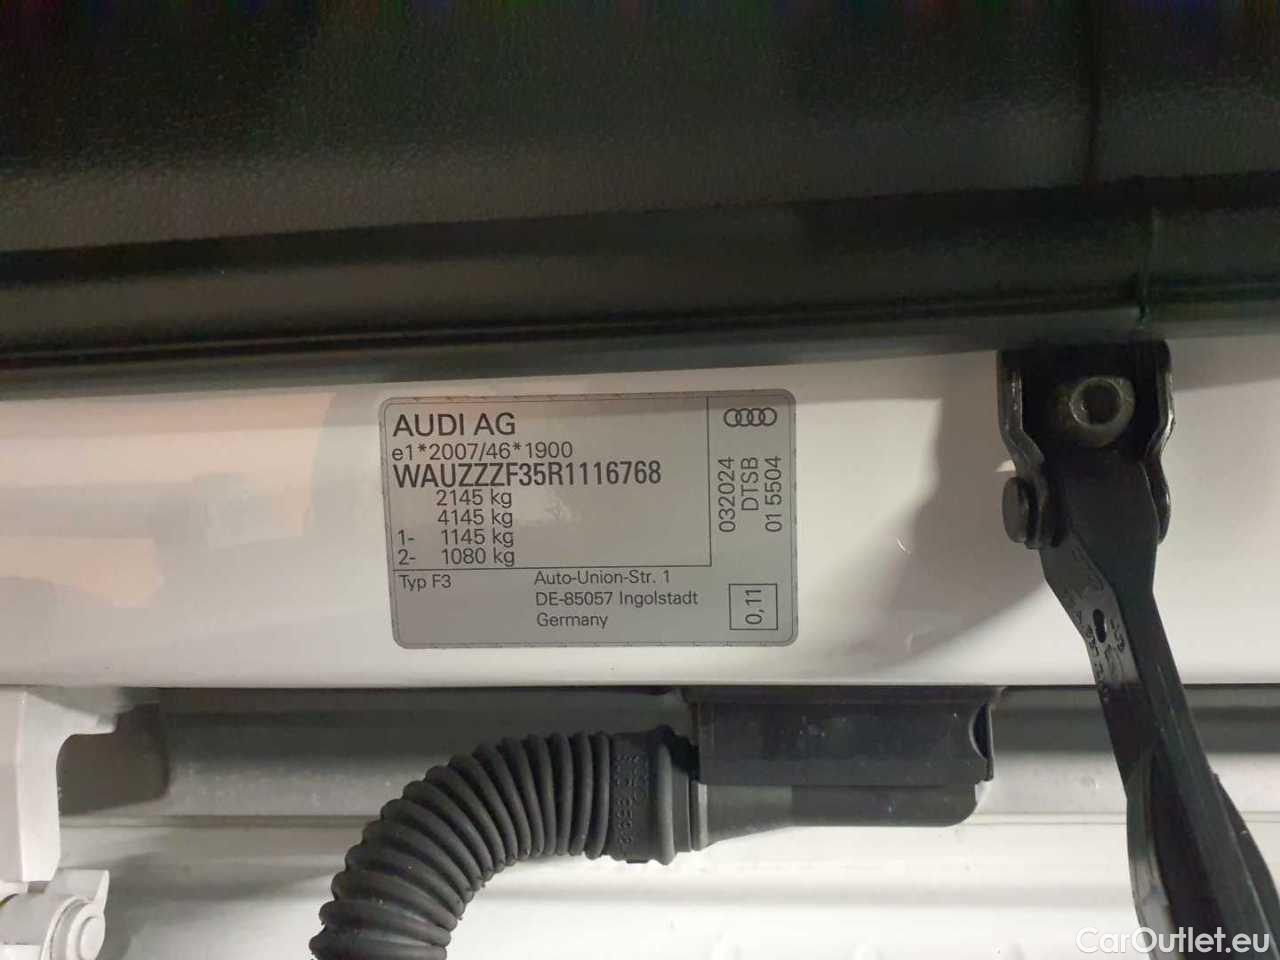 AUDI AG
e1*2007/46*1900
WAUZZZF35R1116768
2145 kg
4145 kg
1- 1145 kg
2- 1080 kg
Typ F3
Auto-Union-Str. 1
DE-85057 Ingolstadt
Germany
032024
DTSB
01 5504
0,11
CarOutlet.eu